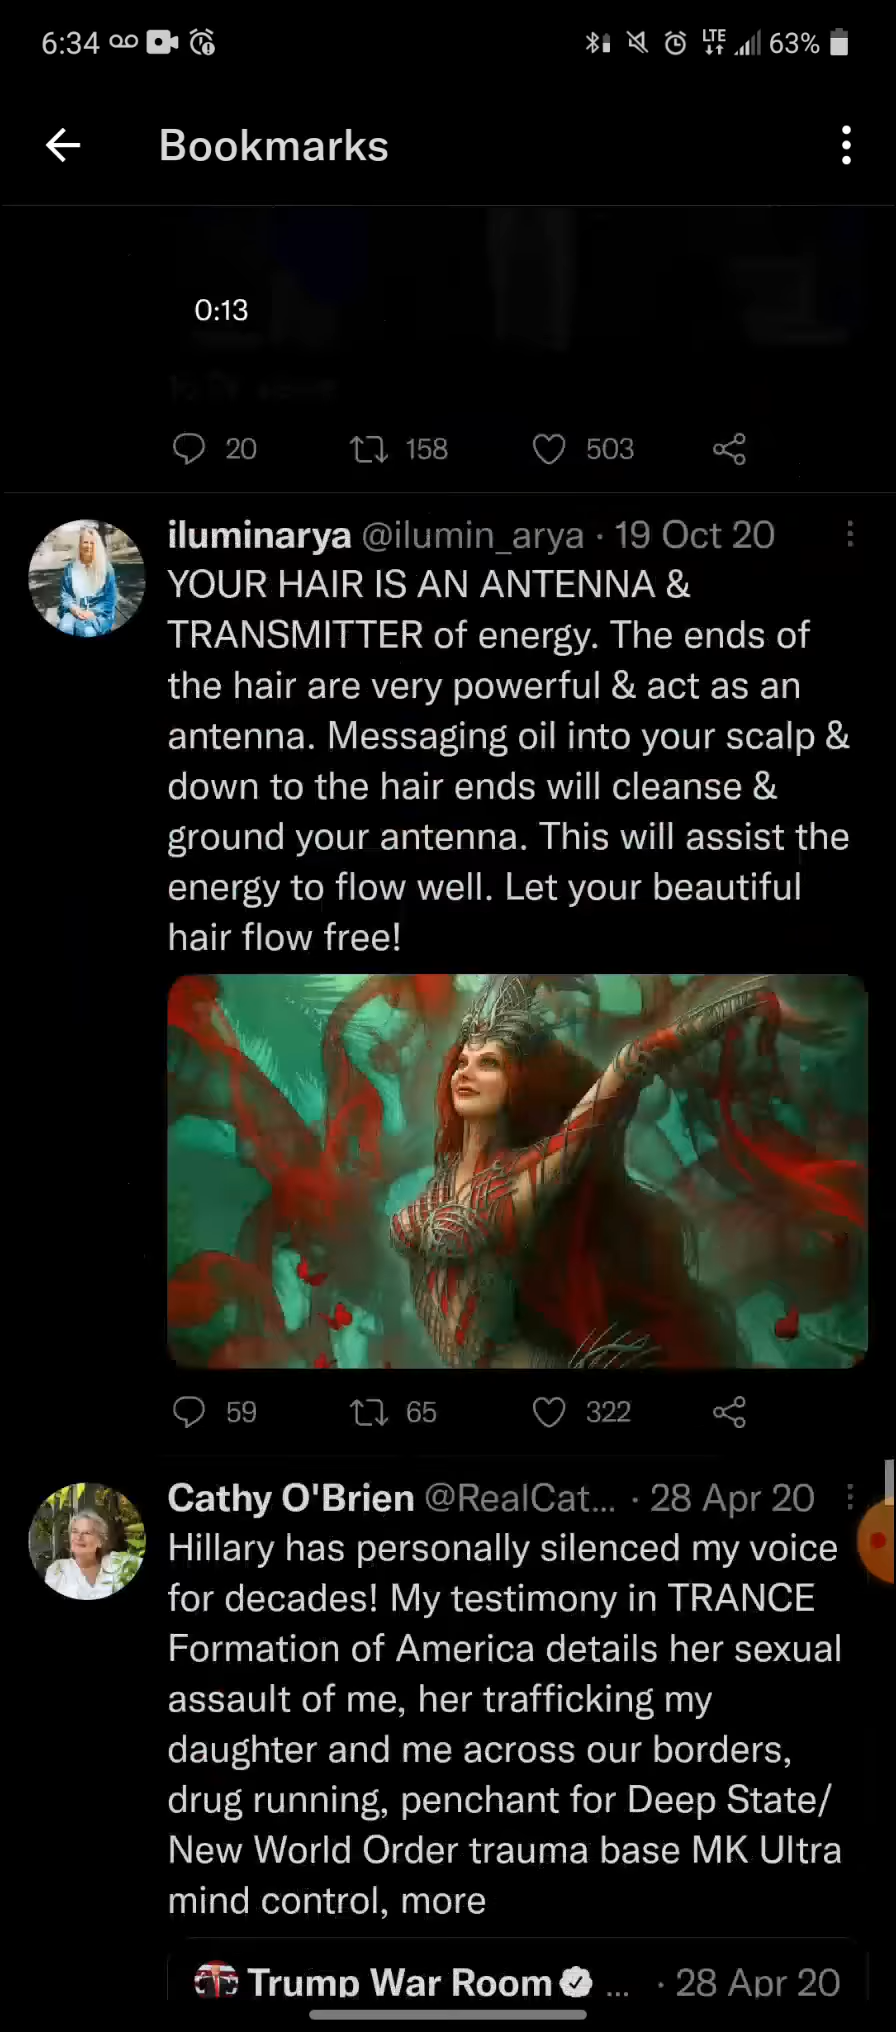 6:34 LTE 63%
Bookmarks
0:13
20 158 503
iluminarya @ilumin_arya · 19 Oct 20
YOUR HAIR IS AN ANTENNA &
TRANSMITTER of energy. The ends of
the hair are very powerful & act as an
antenna. Messaging oil into your scalp &
down to the hair ends will cleanse &
ground your antenna. This will assist the
energy to flow well. Let your beautiful
hair flow free!
59 65 322
Cathy O'Brien @RealCat... · 28 Apr 20
Hillary has personally silenced my voice
for decades! My testimony in TRANCE
Formation of America details her sexual
assault of me, her trafficking my
daughter and me across our borders,
drug running, penchant for Deep State/
New World Order trauma base MK Ultra
mind control, more
Trump War Room ... · 28 Apr 20